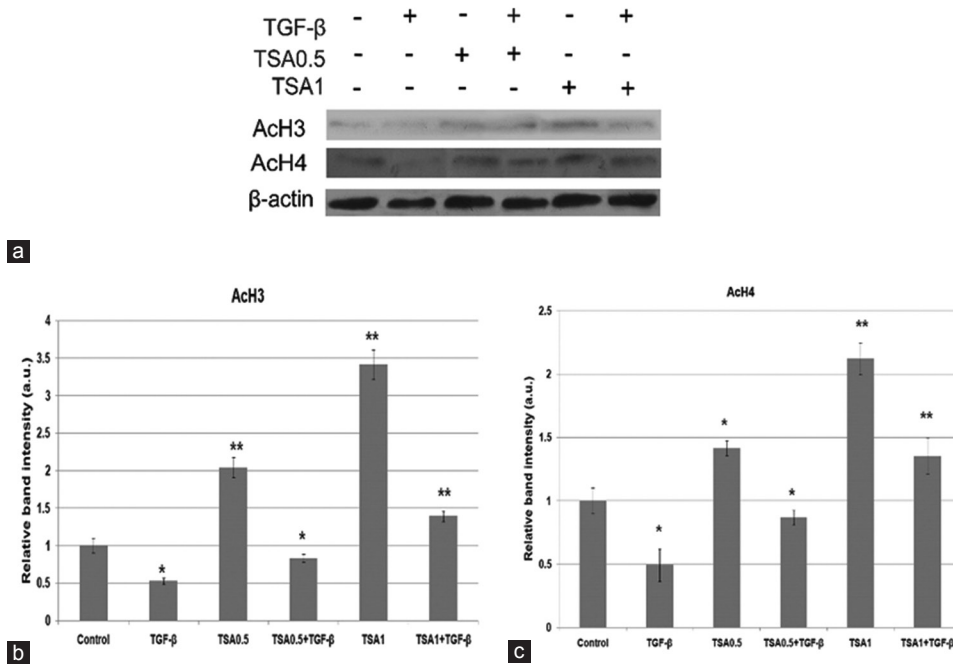 TGF-β - + - + - +
TSA0.5 - - + + - -
TSA1 - - - - + +
AcH3
AcH4
β-actin
a
AcH3
Relative band intensity (a.u.)
4
3.5
3
2.5
2
1.5
1
0.5
0
*
**
*
**
**
Control TGF-β TSA0.5 TSA0.5+TGF-β TSA1 TSA1+TGF-β
b
AcH4
Relative band intensity (a.u.)
2.5
2
1.5
1
0.5
0
*
*
*
**
**
Control TGF-β TSA0.5 TSA0.5+TGF-β TSA1 TSA1+TGF-β
c